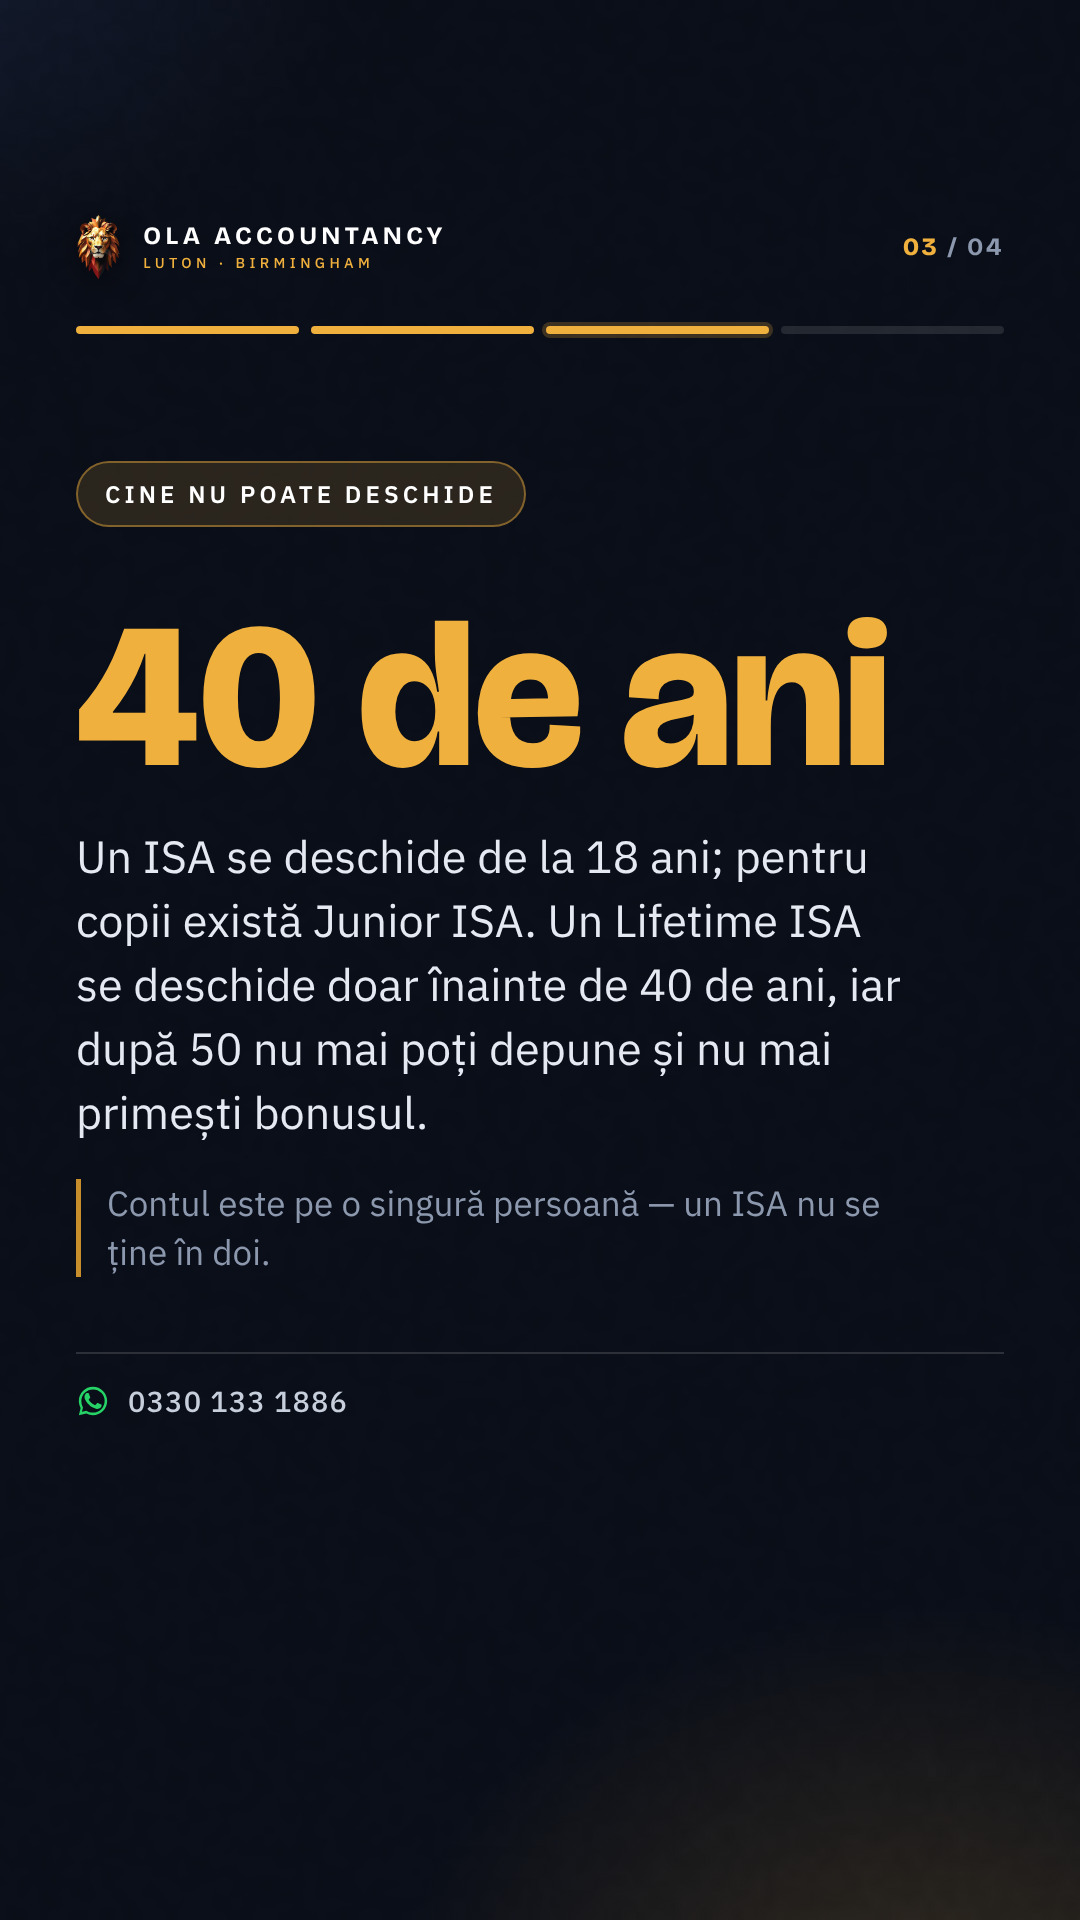 OLA ACCOUNTANCY
LUTON · BIRMINGHAM
03 / 04
CINE NU POATE DESCHIDE
40 de ani
Un ISA se deschide de la 18 ani; pentru
copii există Junior ISA. Un Lifetime ISA
se deschide doar înainte de 40 de ani, iar
după 50 nu mai poți depune și nu mai
primești bonusul.
Contul este pe o singură persoană — un ISA nu se
ține în doi.
0330 133 1886